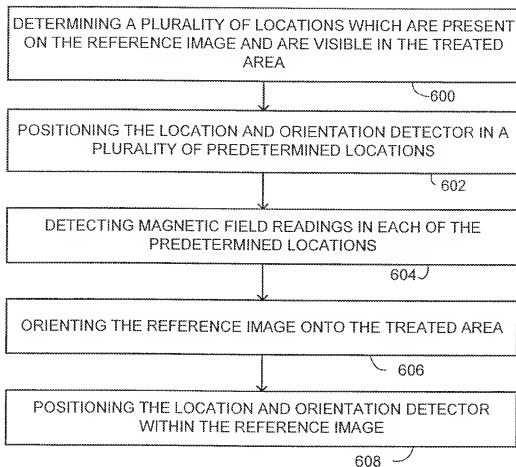 DETERMINING A PLURALITY OF LOCATIONS WHICH ARE PRESENT
ON THE REFERENCE IMAGE AND ARE VISIBLE IN THE TREATED
AREA
600
POSITIONING THE LOCATION AND ORIENTATION DETECTOR IN A
PLURALITY OF PREDETERMINED LOCATIONS
602
DETECTING MAGNETIC FIELD READINGS IN EACH OF THE
PREDETERMINED LOCATIONS
604
ORIENTING THE REFERENCE IMAGE ONTO THE TREATED AREA
606
POSITIONING THE LOCATION AND ORIENTATION DETECTOR
WITHIN THE REFERENCE IMAGE
608